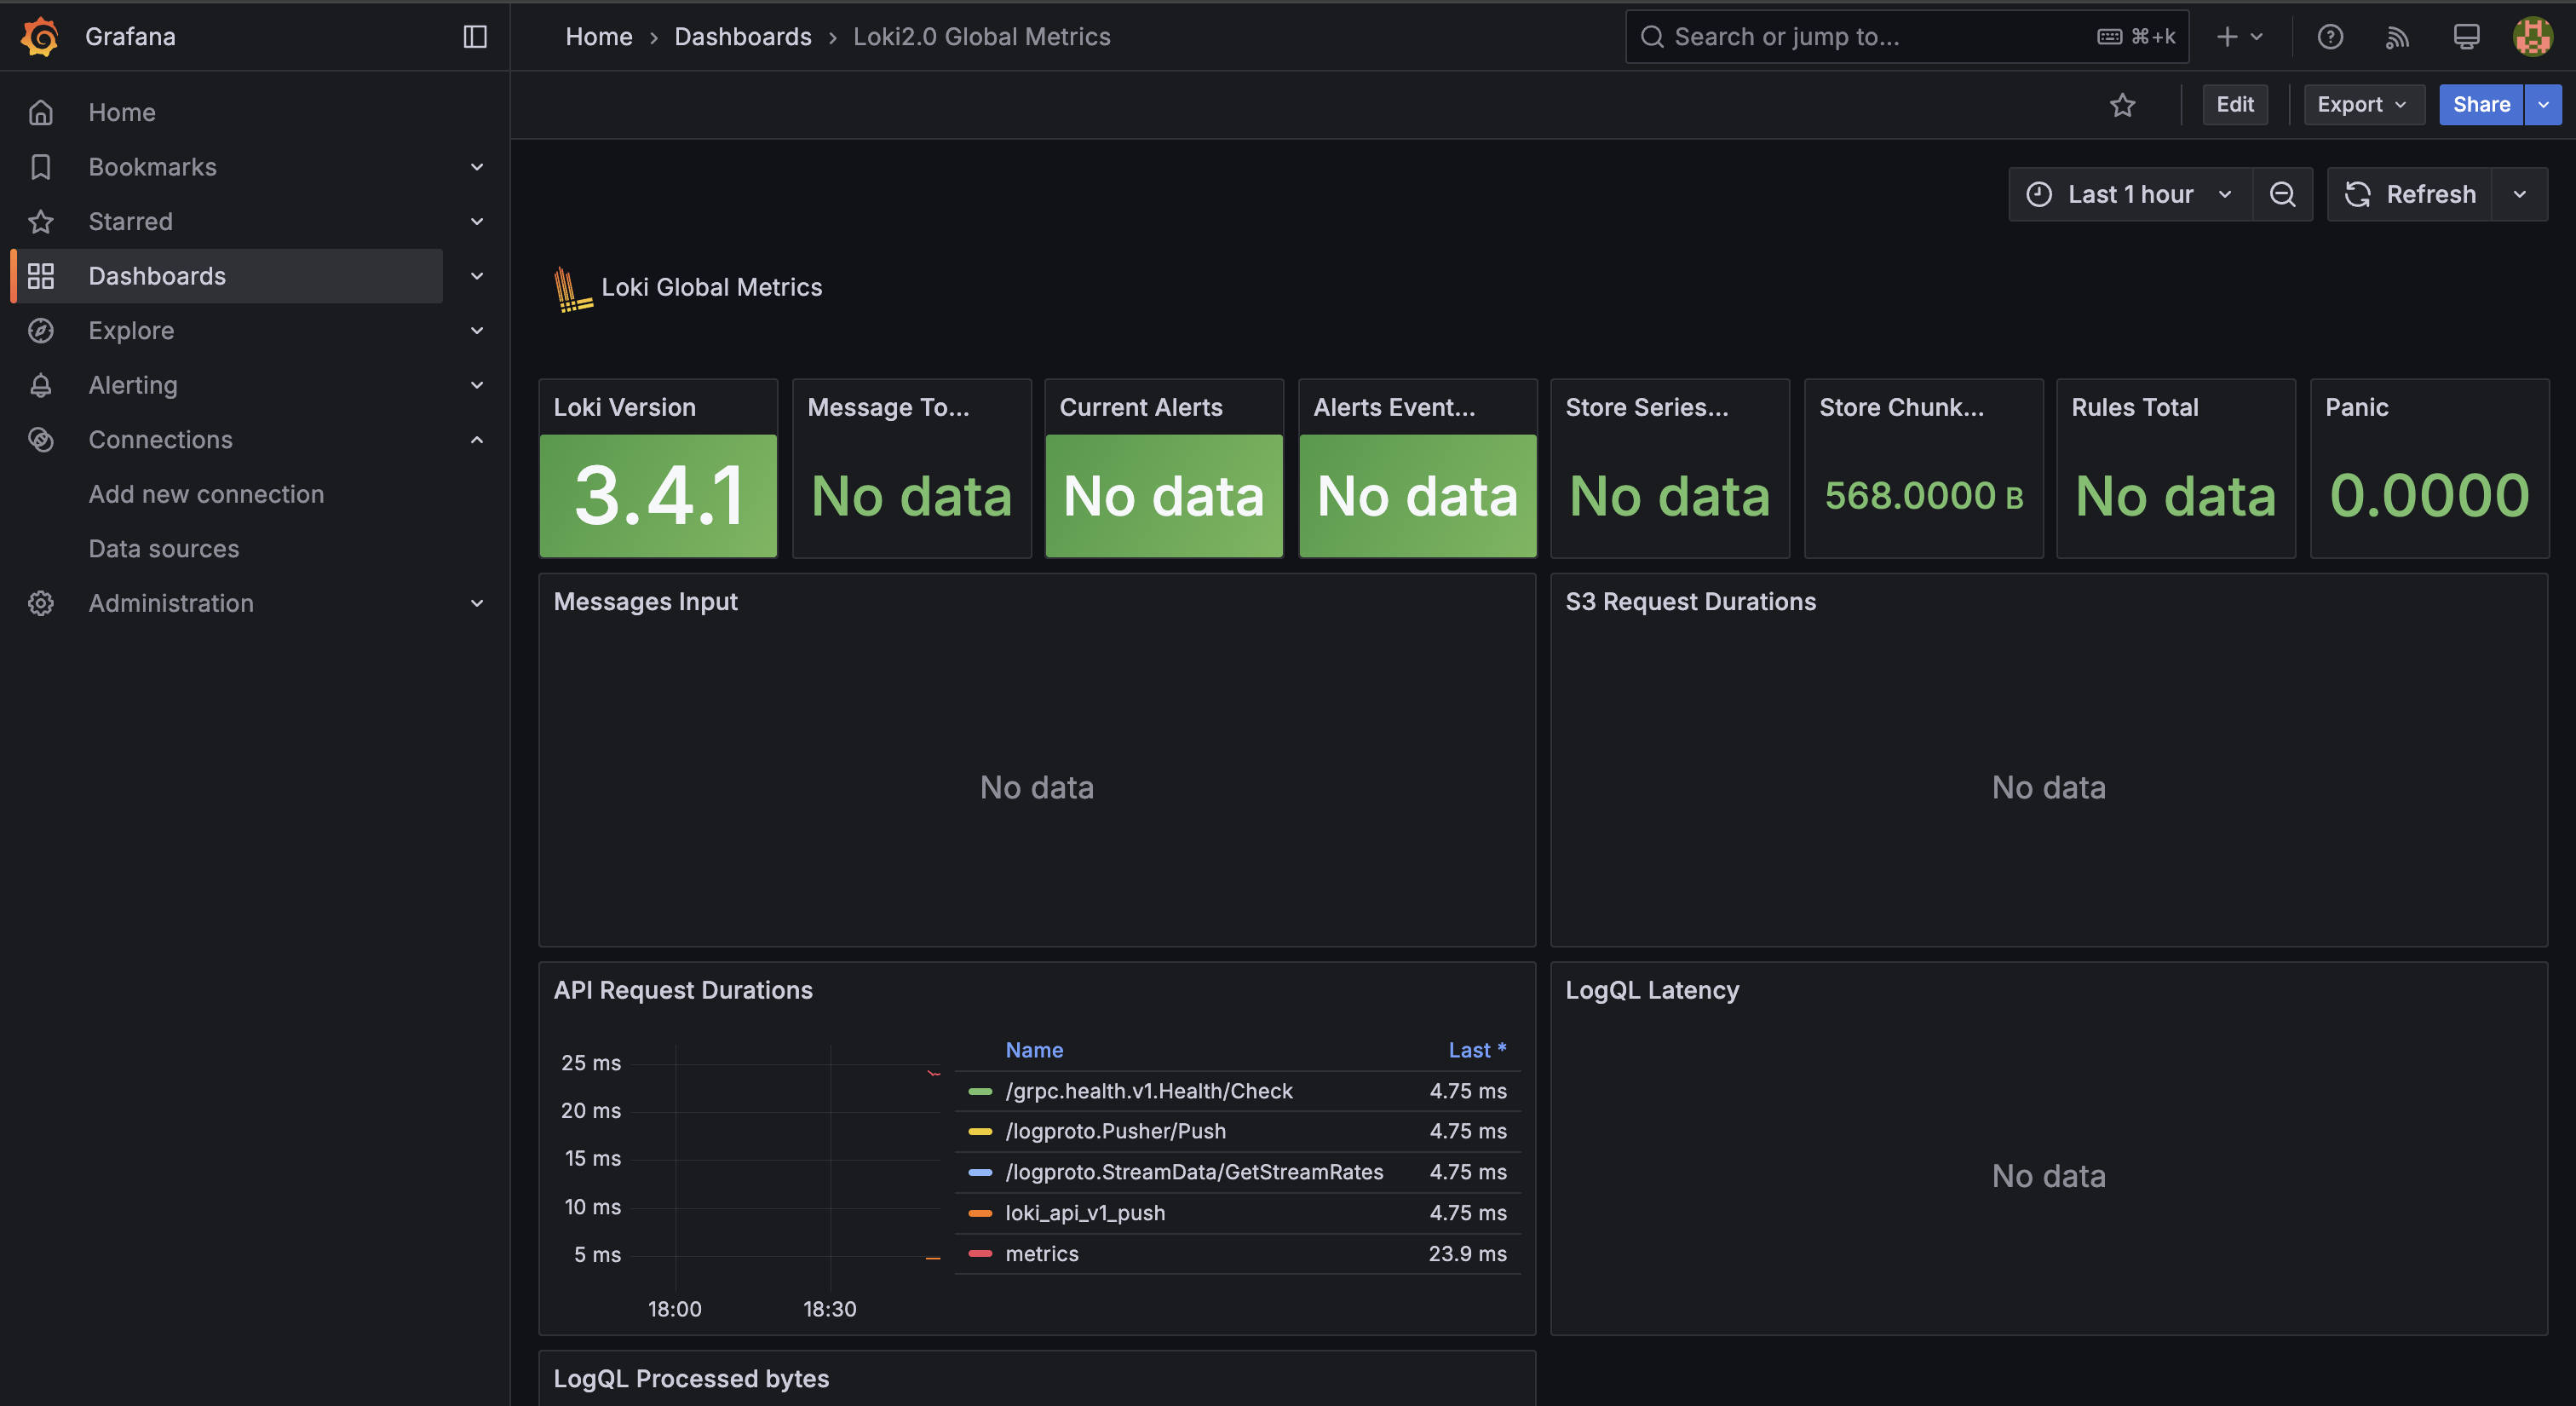 Grafana
Home › Dashboards › Loki2.0 Global Metrics
Search or jump to...
⌘+k
Edit
Export
Share
Home
Bookmarks
Starred
Dashboards
Explore
Alerting
Connections
Add new connection
Data sources
Administration
Last 1 hour
Refresh
Loki Global Metrics
Loki Version
3.4.1
Message To...
No data
Current Alerts
No data
Alerts Event...
No data
Store Series...
No data
Store Chunk...
568.0000 B
Rules Total
No data
Panic
0.0000
Messages Input
No data
S3 Request Durations
No data
API Request Durations
25 ms
20 ms
15 ms
10 ms
5 ms
18:00
18:30
Name Last *
/grpc.health.v1.Health/Check 4.75 ms
/logproto.Pusher/Push 4.75 ms
/logproto.StreamData/GetStreamRates 4.75 ms
loki_api_v1_push 4.75 ms
metrics 23.9 ms
LogQL Latency
No data
LogQL Processed bytes